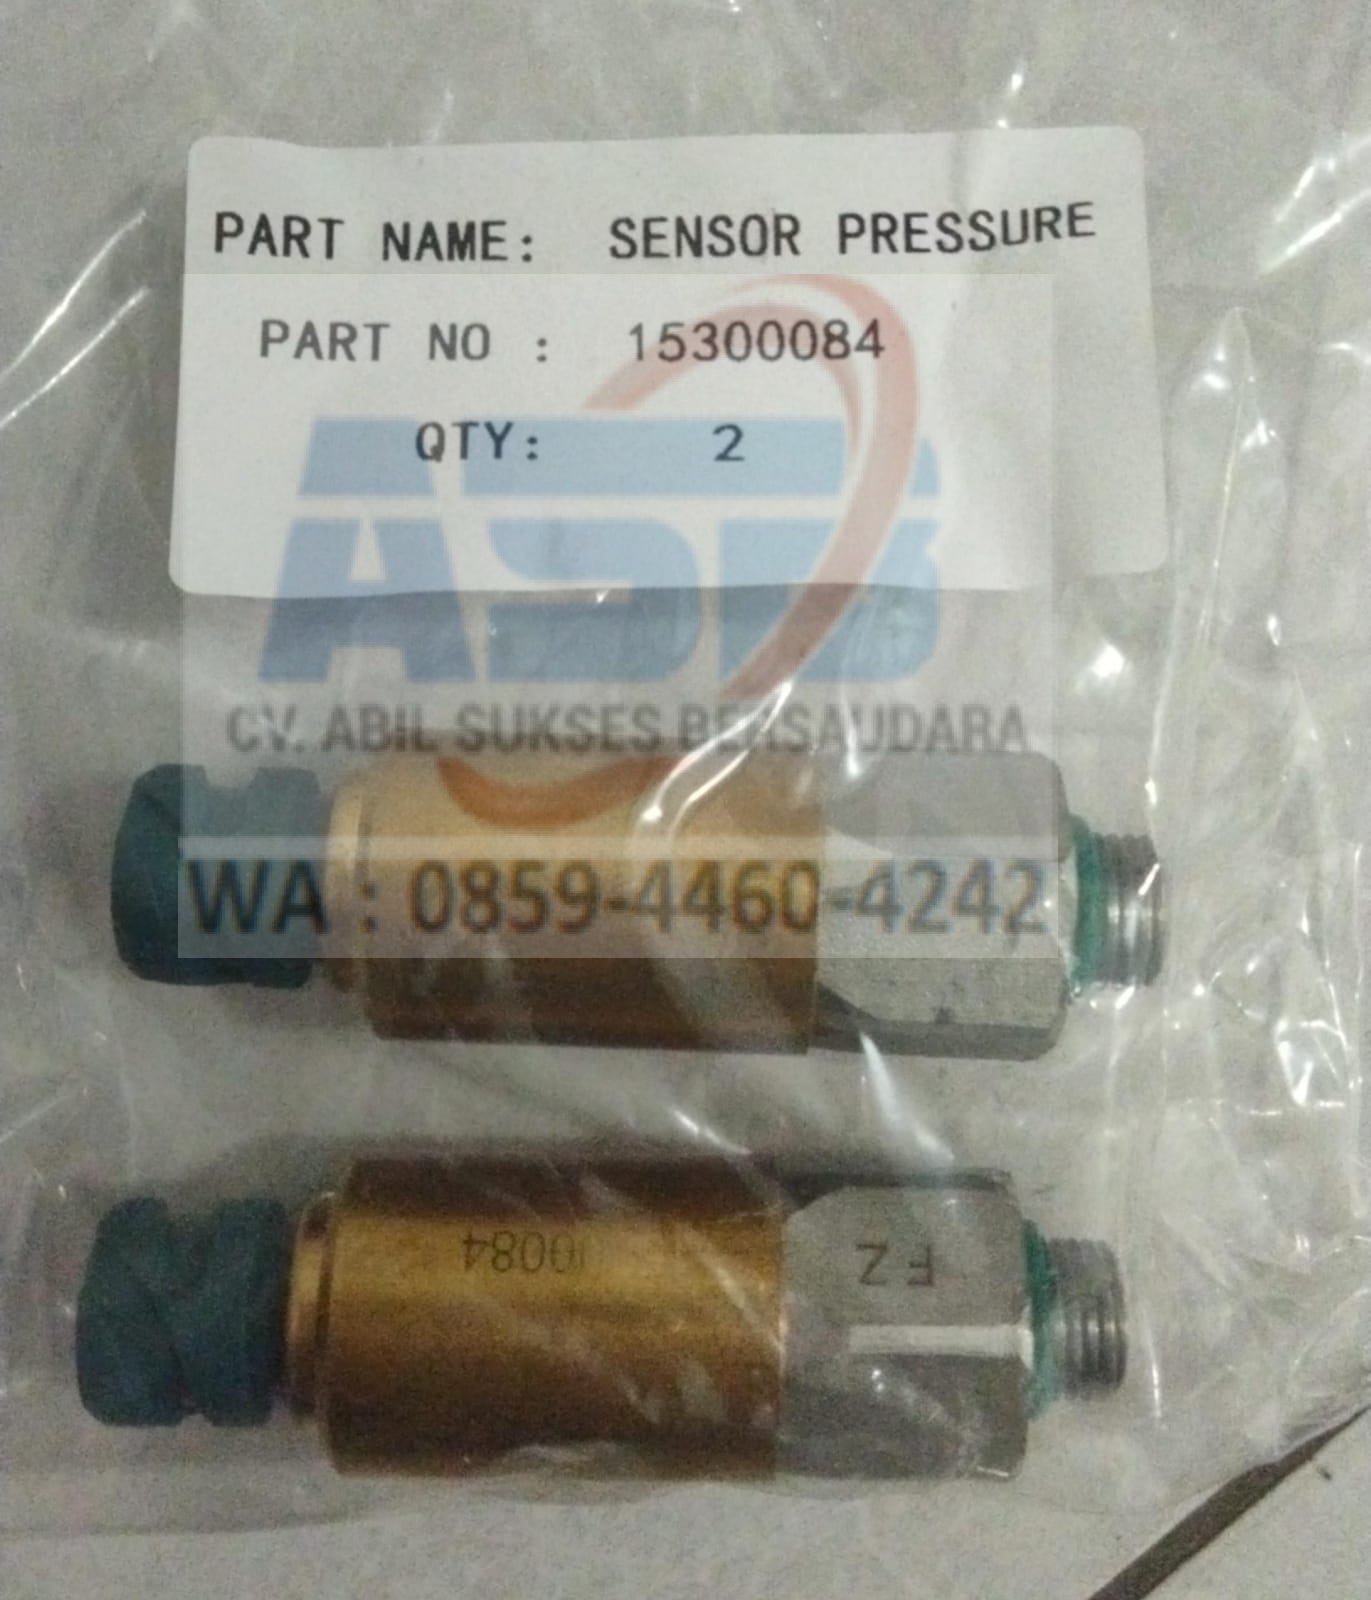 PART NAME: SENSOR PRESSURE
PART NO : 15300084
QTY: 2
ASB
CV. ABIL SUKSES BERSAUDARA
WA : 0859-4460-4242
0084
FZ